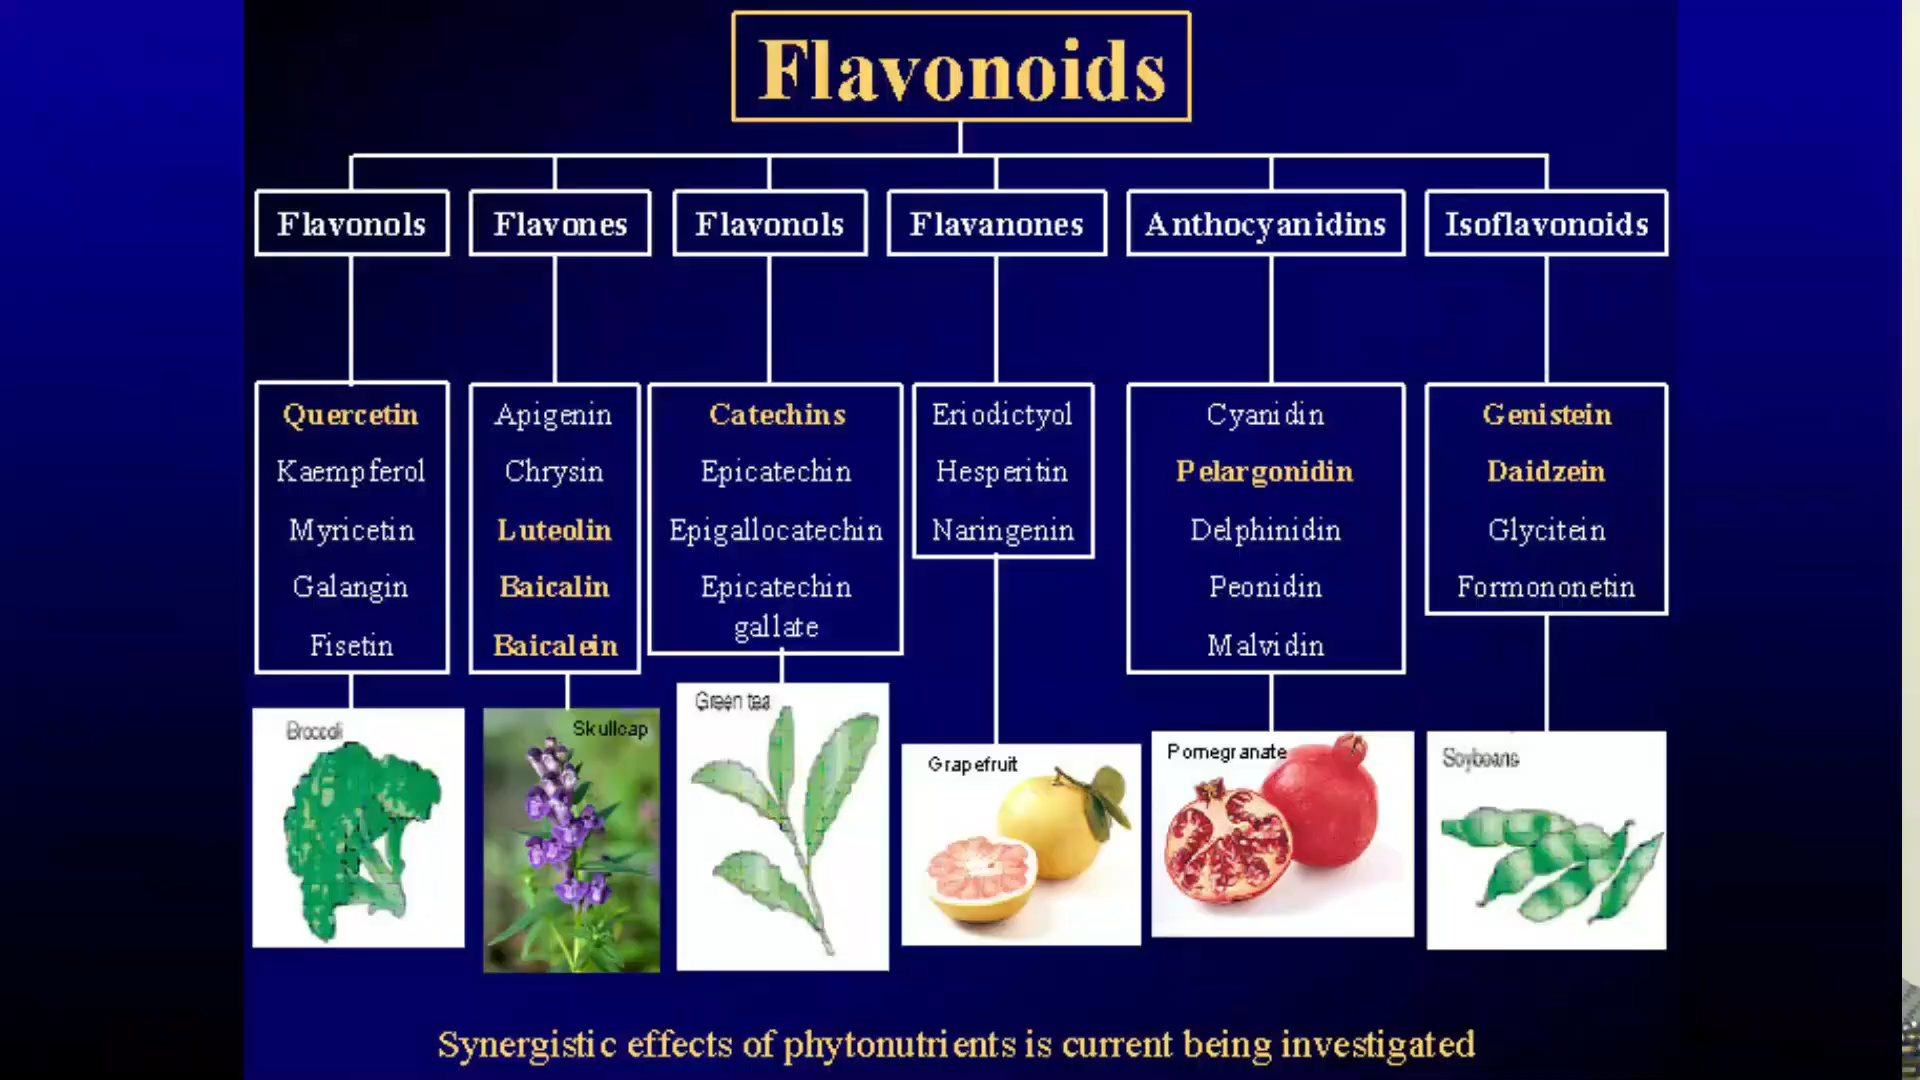 Flavonoids
Flavonols
Flavones
Flavonols
Flavanones
Anthocyanidins
Isoflavonoids
Quercetin
Kaempferol
Myricetin
Galangin
Fisetin
Apigenin
Chrysin
Luteolin
Baicalin
Baicalein
Catechins
Epicatechin
Epigallocatechin
Epicatechin
gallate
Eriodictyol
Hesperitin
Naringenin
Cyanidin
Pelargonidin
Delphinidin
Peonidin
Malvidin
Genistein
Daidzein
Glycitein
Formononetin
Broccoli
Skullcap
Green tea
Grapefruit
Pomegranate
Soybeans
Synergistic effects of phytonutrients is current being investigated